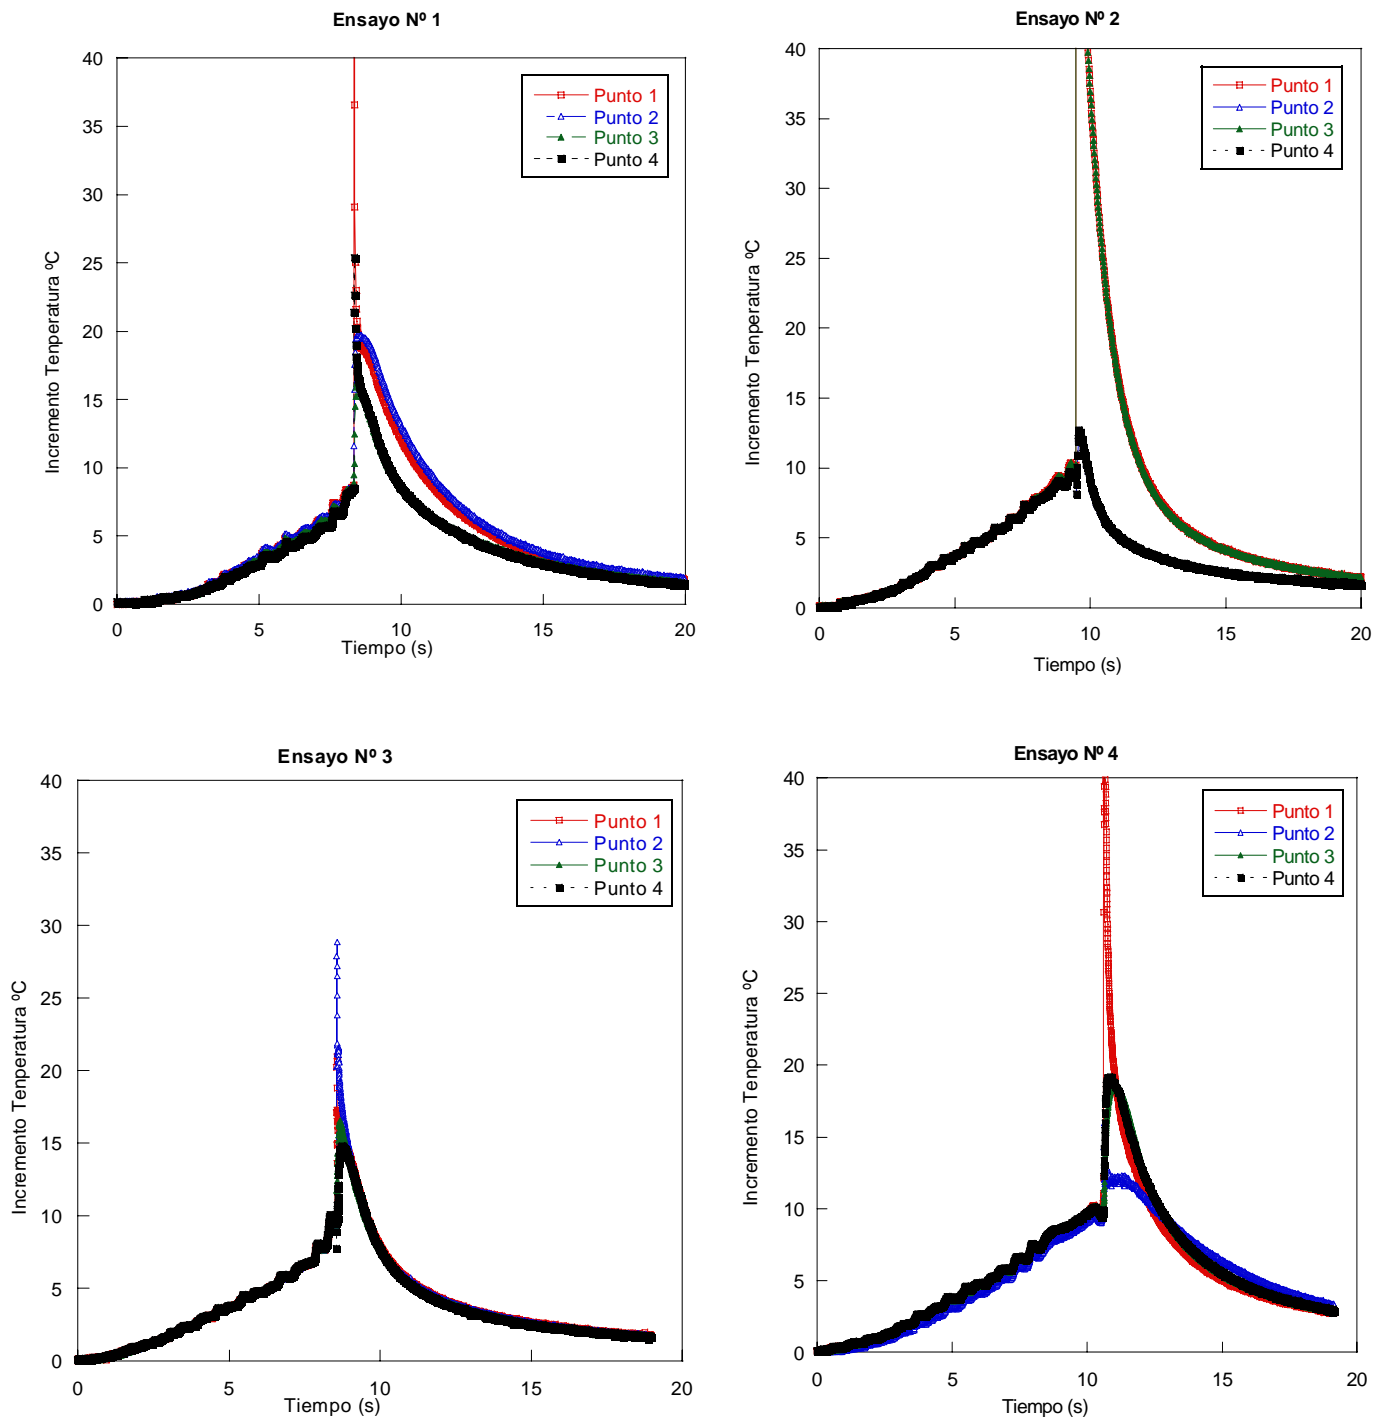 Ensayo Nº 1
Incremento Tenperatura ºC
40
35
30
25
20
15
10
5
0
0
5
10
15
20
Tiempo (s)
Punto 1
Punto 2
Punto 3
Punto 4
Ensayo Nº 2
Incremento Tenperatura ºC
40
35
30
25
20
15
10
5
0
0
5
10
15
20
Tiempo (s)
Punto 1
Punto 2
Punto 3
Punto 4
Ensayo Nº 3
Incremento Tenperatura ºC
40
35
30
25
20
15
10
5
0
0
5
10
15
20
Tiempo (s)
Punto 1
Punto 2
Punto 3
Punto 4
Ensayo Nº 4
Incremento Tenperatura ºC
40
35
30
25
20
15
10
5
0
0
5
10
15
20
Tiempo (s)
Punto 1
Punto 2
Punto 3
Punto 4